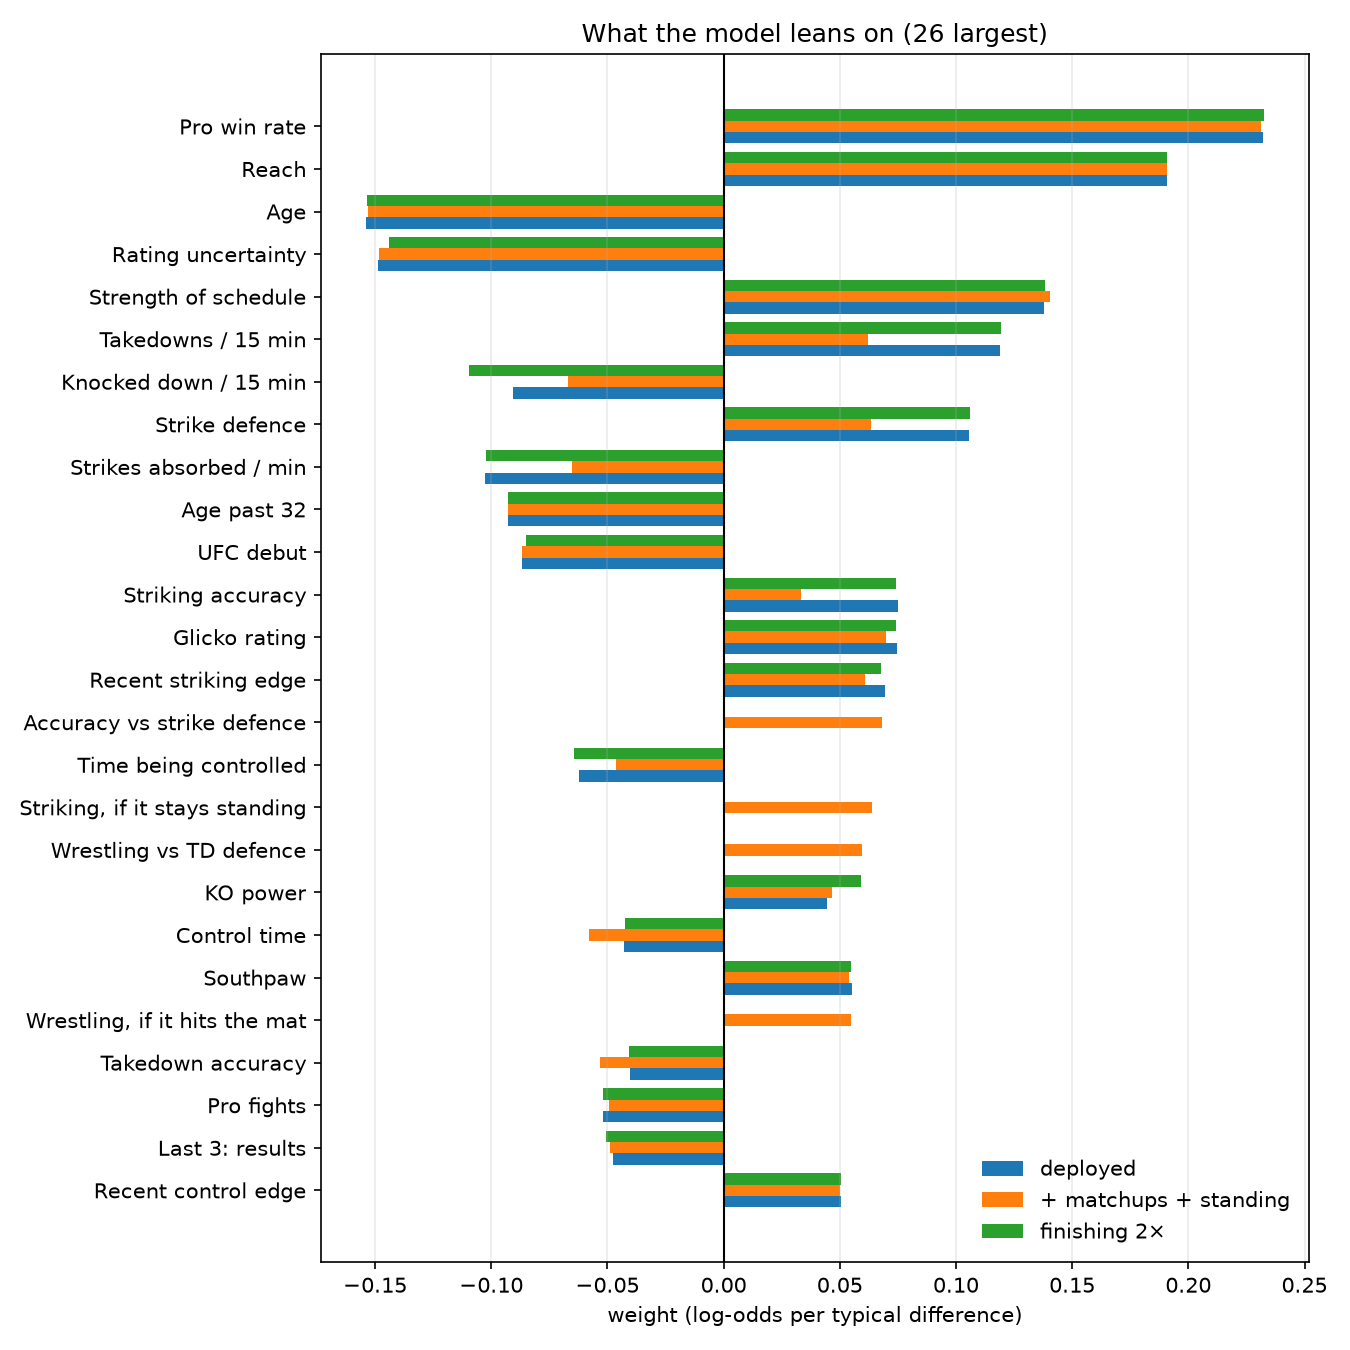 What the model leans on (26 largest)
Pro win rate
Reach
Age
Rating uncertainty
Strength of schedule
Takedowns / 15 min
Knocked down / 15 min
Strike defence
Strikes absorbed / min
Age past 32
UFC debut
Striking accuracy
Glicko rating
Recent striking edge
Accuracy vs strike defence
Time being controlled
Striking, if it stays standing
Wrestling vs TD defence
KO power
Control time
Southpaw
Wrestling, if it hits the mat
Takedown accuracy
Pro fights
Last 3: results
Recent control edge
deployed
+ matchups + standing
finishing 2×
−0.15 −0.10 −0.05 0.00 0.05 0.10 0.15 0.20 0.25
weight (log-odds per typical difference)